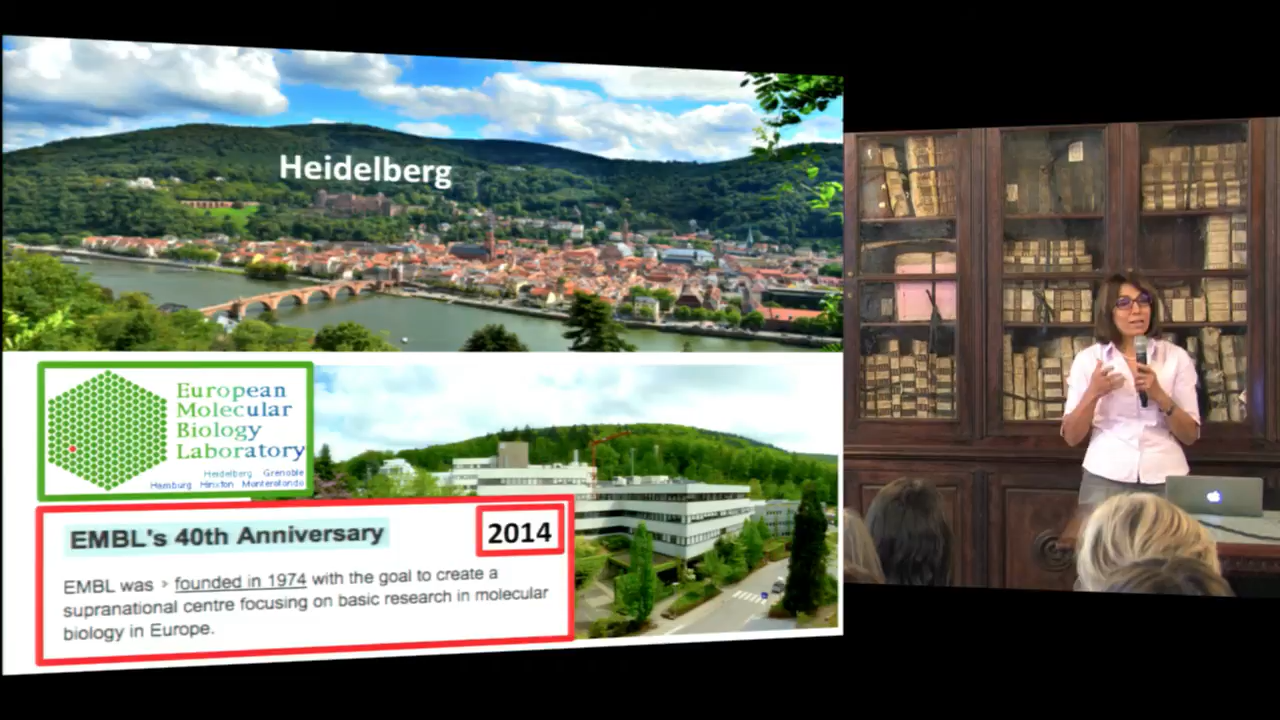 Heidelberg
European
Molecular
Biology
Laboratory
Heidelberg Grenoble
Hamburg Hinxton Monterotondo
EMBL's 40th Anniversary
2014
EMBL was > founded in 1974 with the goal to create a
supranational centre focusing on basic research in molecular
biology in Europe.